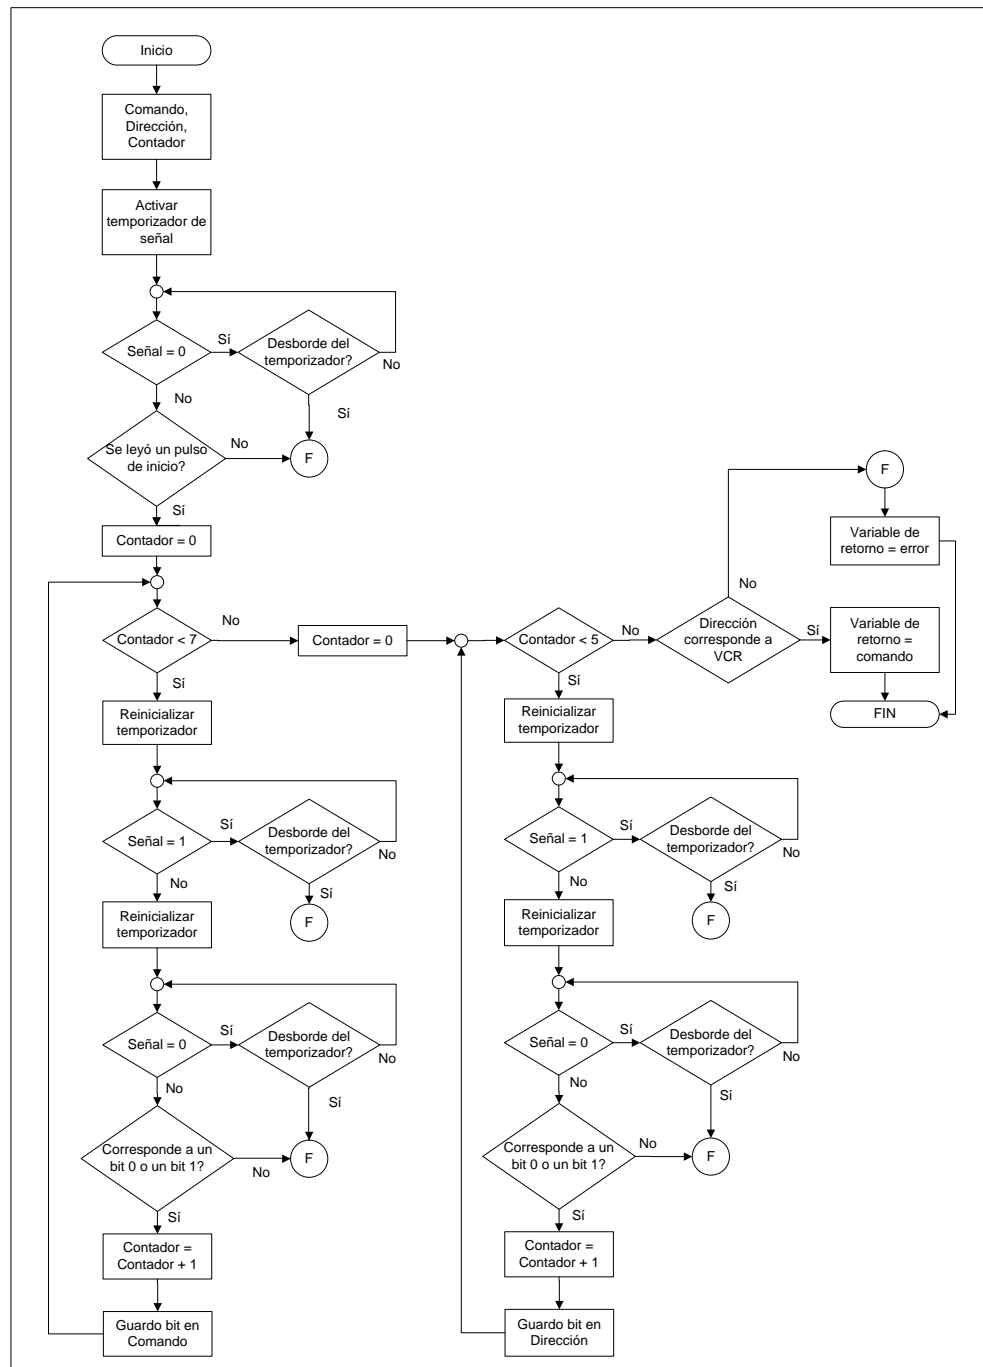 Inicio
Comando,
Dirección,
Contador
Activar
temporizador de
señal
Señal = 0
Sí
Desborde del
temporizador?
No
No
Sí
Se leyó un pulso
de inicio?
No
F
Sí
Contador = 0
Contador < 7
No
Contador = 0
Sí
Reinicializar
temporizador
Señal = 1
Sí
Desborde del
temporizador?
No
No
Sí
F
Reinicializar
temporizador
Señal = 0
Sí
Desborde del
temporizador?
No
No
Sí
Corresponde a un
bit 0 o un bit 1?
No
F
Sí
Contador =
Contador + 1
Guardo bit en
Comando
Contador < 5
No
Dirección
corresponde a
VCR
No
F
Variable de
retorno = error
Sí
Variable de
retorno =
comando
FIN
Sí
Reinicializar
temporizador
Señal = 1
Sí
Desborde del
temporizador?
No
No
Sí
F
Reinicializar
temporizador
Señal = 0
Sí
Desborde del
temporizador?
No
No
Sí
Corresponde a un
bit 0 o un bit 1?
No
F
Sí
Contador =
Contador + 1
Guardo bit en
Dirección